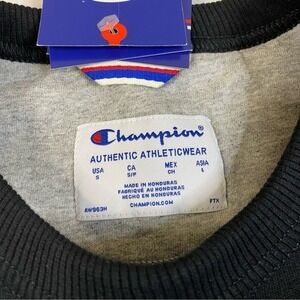 Champion
AUTHENTIC ATHLETICWEAR
USA CA MEX ASIA
S S/P CH L
MADE IN HONDURAS
FABRIQUÉ AU HONDURAS
HECHO EN HONDURAS
CHAMPION.COM
PTX